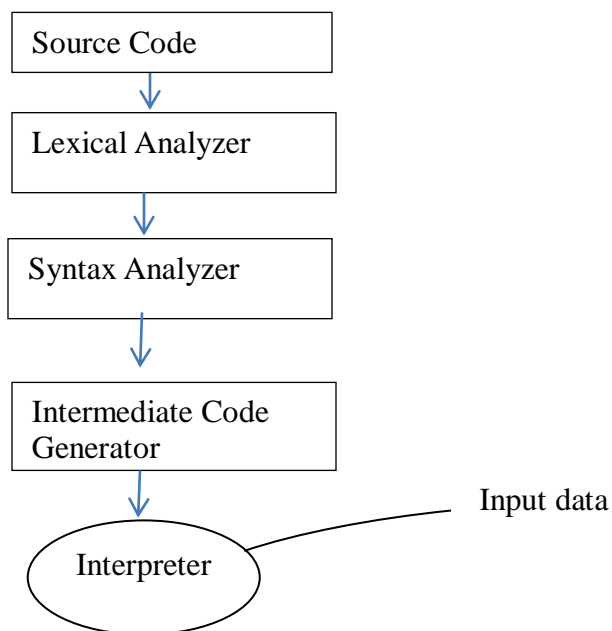 Source Code
Lexical Analyzer
Syntax Analyzer
Intermediate Code
Generator
Input data
Interpreter